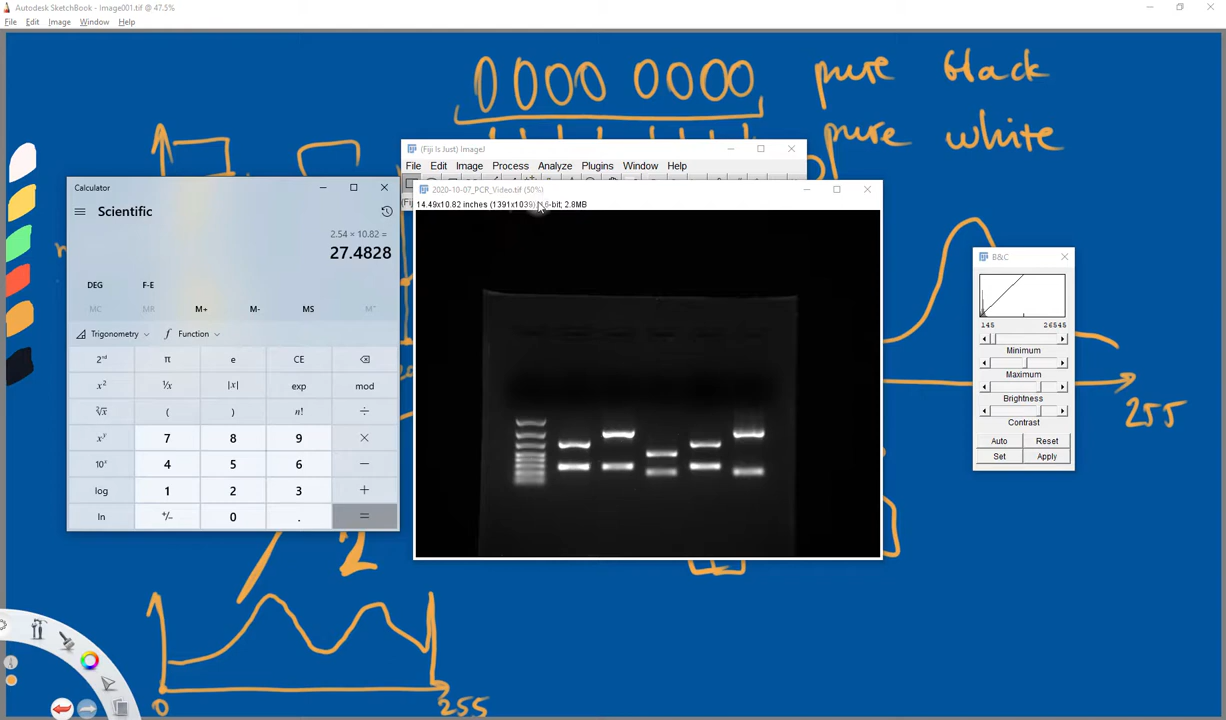 Autodesk SketchBook - Image001.tif @ 47.5%
File Edit Image Window Help
0000 0000 pure black
pure white
(Fiji Is Just) ImageJ
File Edit Image Process Analyze Plugins Window Help
2020-10-07_PCR_Video.tif (50%)
14.49x10.82 inches (1391x1039); 16-bit; 2.8MB
Calculator
Scientific
2.54 × 10.82 =
27.4828
DEG F-E
MC MR M+ M- MS M˅
Trigonometry Function
2ⁿᵈ π e CE
x² ¹/x |x| exp mod
²√x ( ) n! ÷
xʸ 7 8 9 ×
10ˣ 4 5 6 −
log 1 2 3 +
ln +/− 0 . =
B&C
145 26545
Minimum
Maximum
Brightness
Contrast
Auto Reset
Set Apply
255
2
0 255